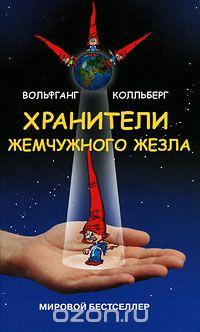 ВОЛЬФГАНГ КОЛЛЬБЕРГ
ХРАНИТЕЛИ
ЖЕМЧУЖНОГО ЖЕЗЛА
МИРОВОЙ БЕСТСЕЛЛЕР
ozon.ru